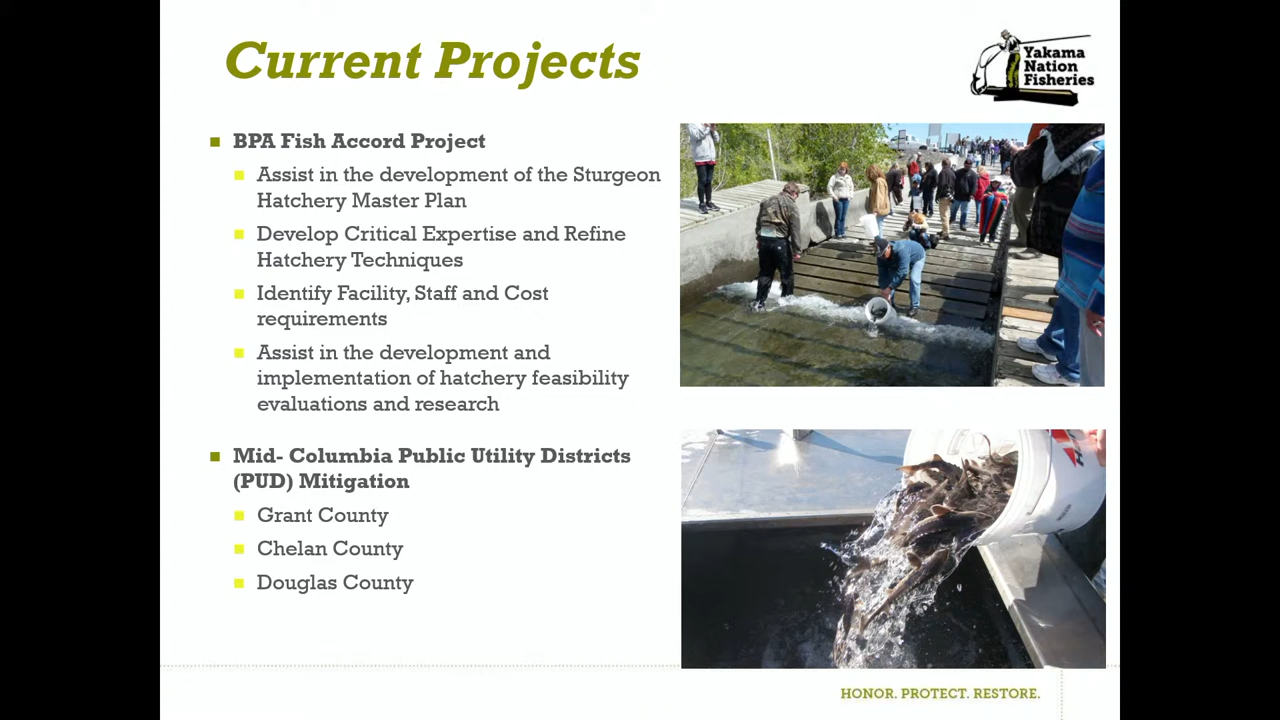 Current Projects
Yakama
Nation
Fisheries
BPA Fish Accord Project
Assist in the development of the Sturgeon
Hatchery Master Plan
Develop Critical Expertise and Refine
Hatchery Techniques
Identify Facility, Staff and Cost
requirements
Assist in the development and
implementation of hatchery feasibility
evaluations and research
Mid- Columbia Public Utility Districts
(PUD) Mitigation
Grant County
Chelan County
Douglas County
HONOR. PROTECT. RESTORE.